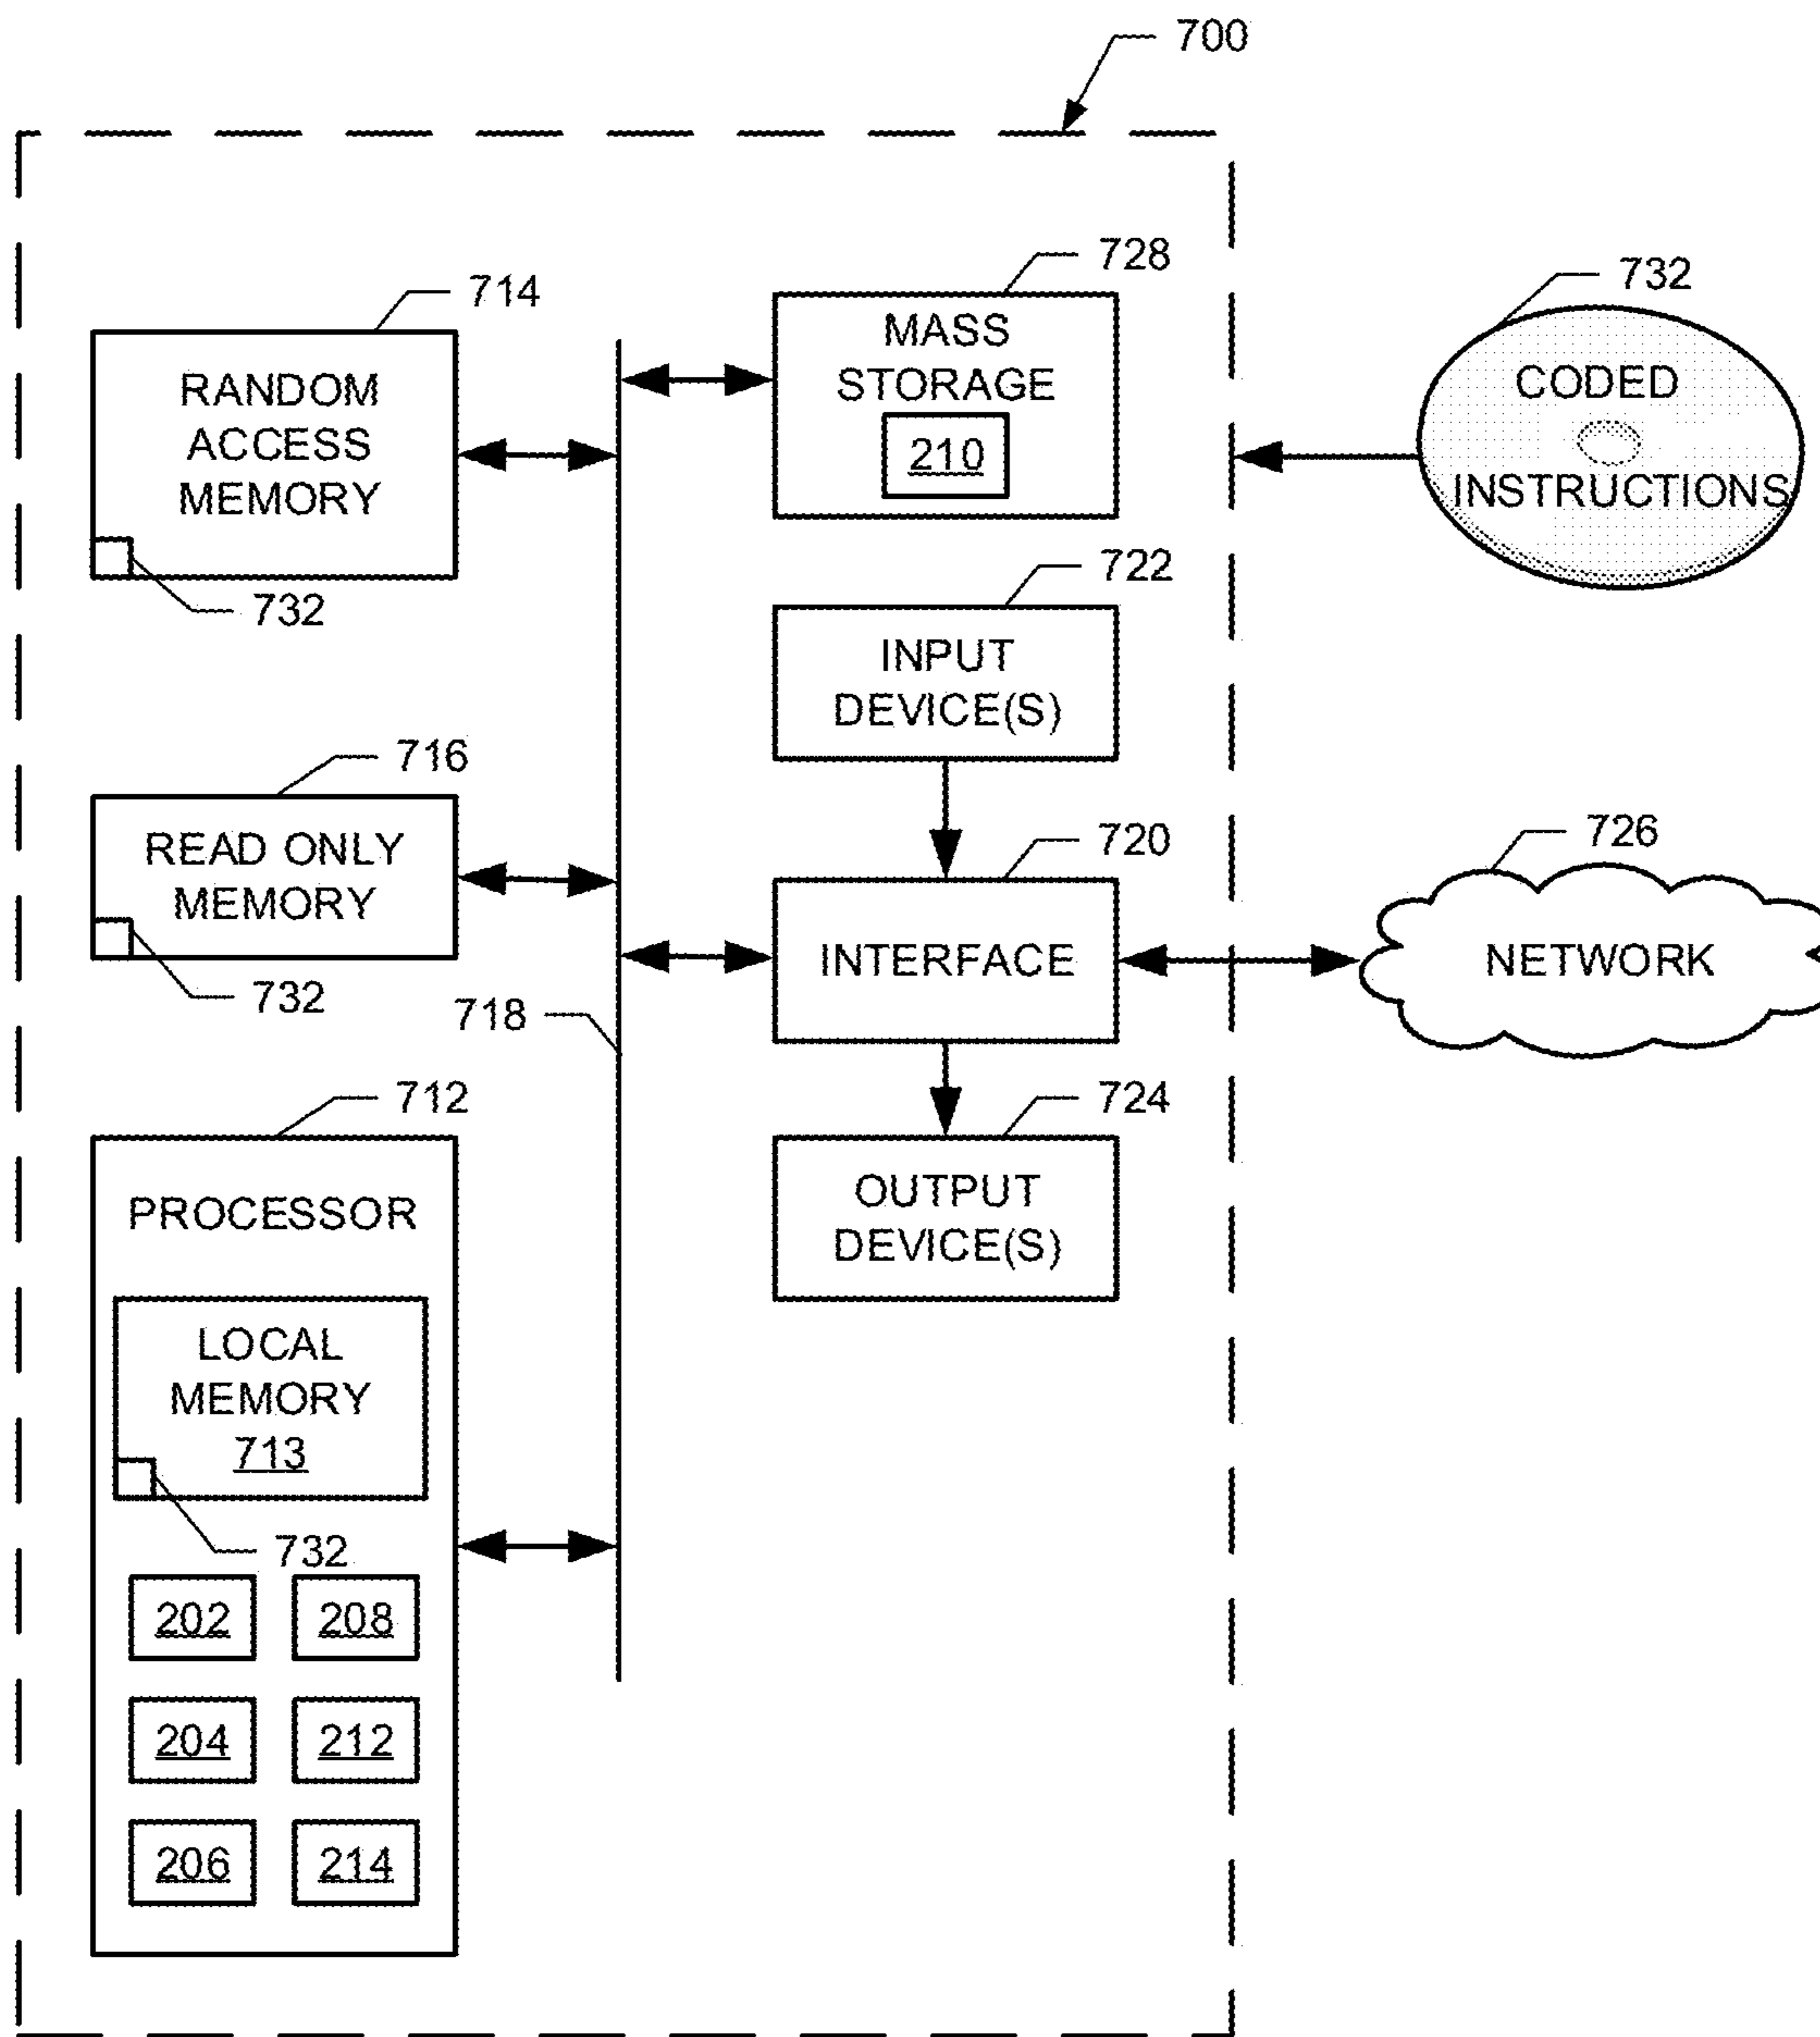 700
728
732
714
MASS
STORAGE
210
RANDOM
ACCESS
MEMORY
CODED
INSTRUCTIONS
732
722
INPUT
DEVICE(S)
716
720
726
READ ONLY
MEMORY
INTERFACE
NETWORK
732
718
712
724
PROCESSOR
OUTPUT
DEVICE(S)
LOCAL
MEMORY
713
732
202 208
204 212
206 214